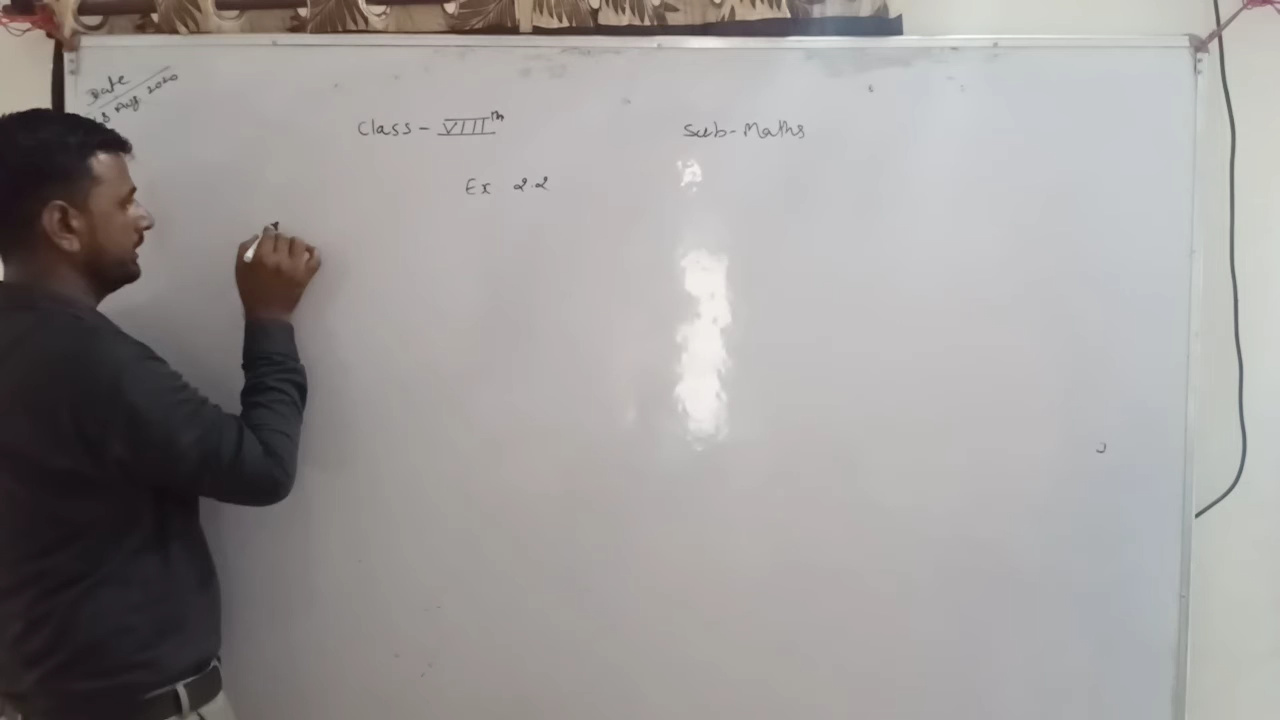 Date
Aug 2020
Class - VIII th
Sub - Maths
Ex 2.2